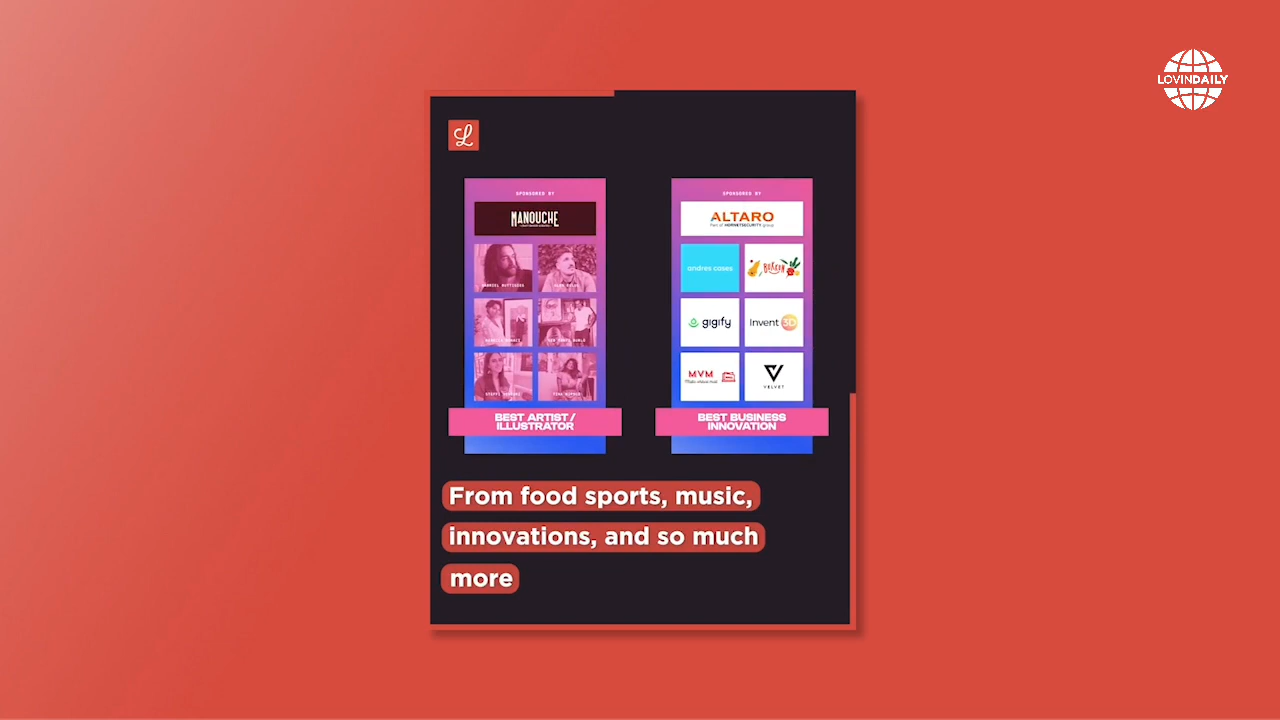 LOVINDAILY
L
SPONSORED BY
MANOUCHE
BEST ARTIST/
ILLUSTRATOR
SPONSORED BY
ALTARO
Part of HORNETSECURITY group
andres cases
gigify
invent 3D
MVM
VELVET
BEST BUSINESS
INNOVATION
From food sports, music,
innovations, and so much
more